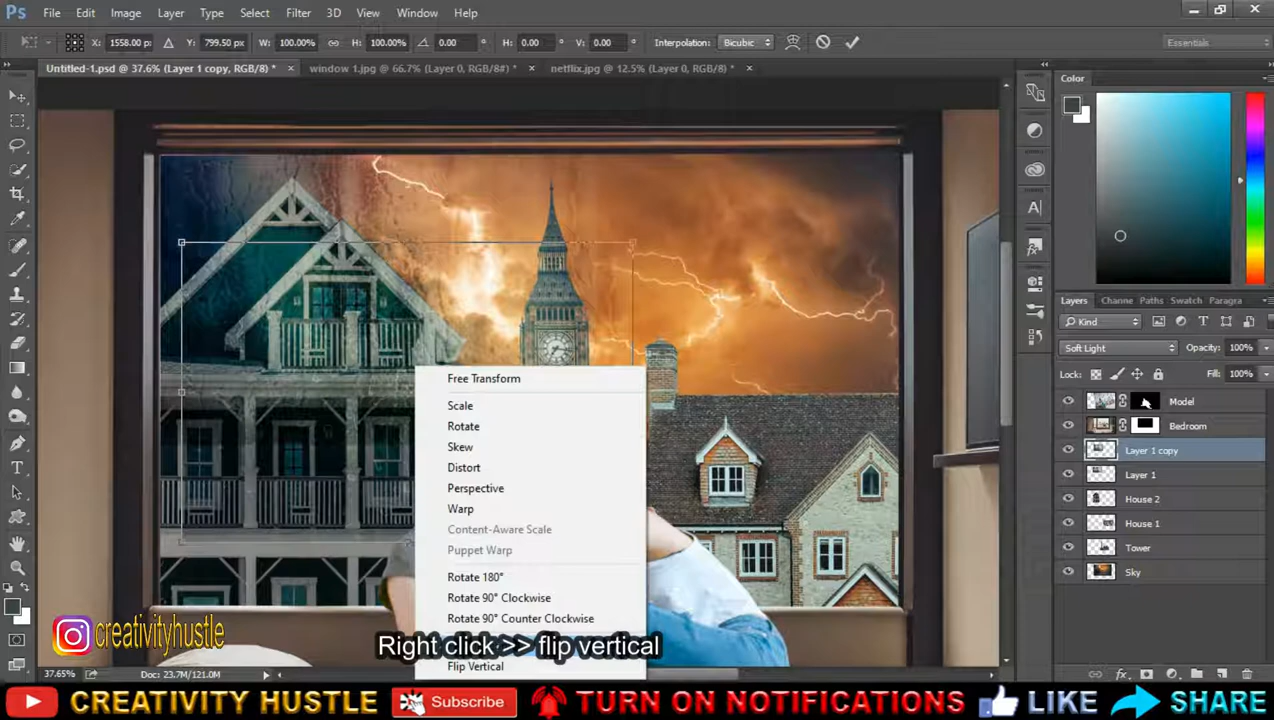 Ps File Edit Image Layer Type Select Filter 3D View Window Help
X: 1558.00 px Y: 799.50 px W: 100.00% H: 100.00% 0.00 ° H: 0.00 ° V: 0.00 ° Interpolation: Bicubic Essentials
Untitled-1.psd @ 37.6% (Layer 1 copy, RGB/8) * × window 1.jpg @ 66.7% (Layer 0, RGB/8#) * × netflix.jpg @ 12.5% (Layer 0, RGB/8) * ×
Color
Layers Channe Paths Swatch Paragra
Kind
Soft Light Opacity: 100%
Lock: Fill: 100%
Model
Bedroom
Layer 1 copy
Layer 1
House 2
House 1
Tower
Sky
Free Transform
Scale
Rotate
Skew
Distort
Perspective
Warp
Content-Aware Scale
Puppet Warp
Rotate 180°
Rotate 90° Clockwise
Rotate 90° Counter Clockwise
Flip Vertical
creativityhustle
Right click >> flip vertical
37.65% Doc: 23.7M/121.0M
CREATIVITY HUSTLE Subscribe TURN ON NOTIFICATIONS LIKE SHARE